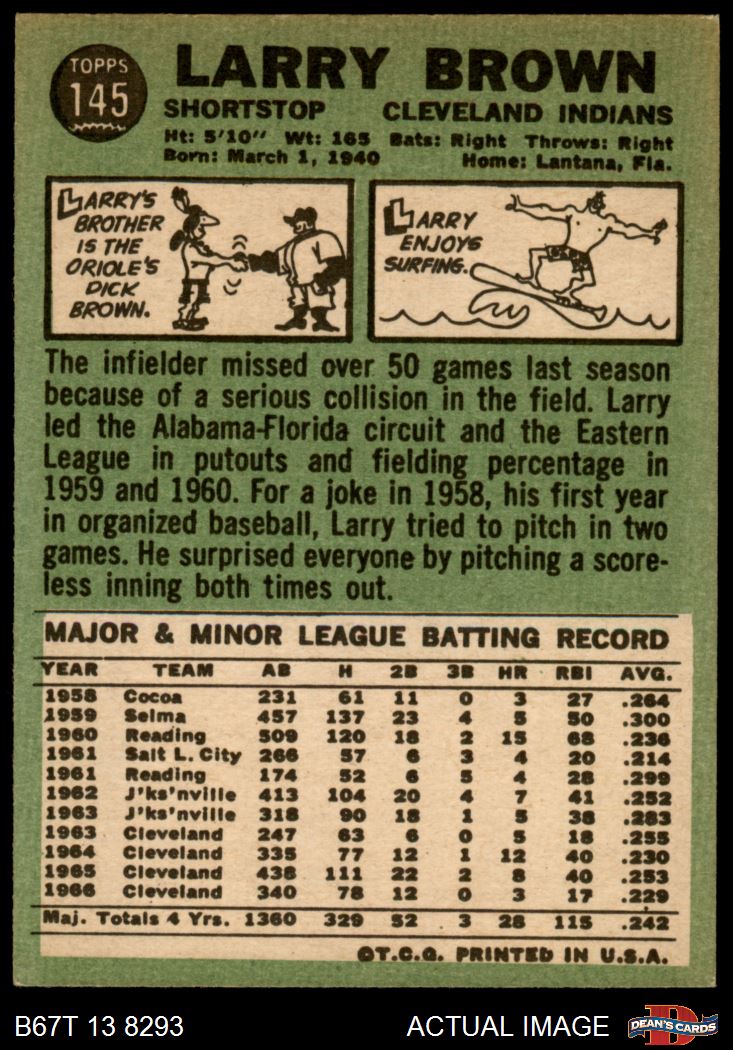 TOPPS
145
LARRY BROWN
SHORTSTOP CLEVELAND INDIANS
Ht: 5'10" Wt: 165 Bats: Right Throws: Right
Born: March 1, 1940 Home: Lantana, Fla.
LARRY'S
BROTHER
IS THE
ORIOLE'S
DICK
BROWN.
LARRY
ENJOYS
SURFING.
The infielder missed over 50 games last season
because of a serious collision in the field. Larry
led the Alabama-Florida circuit and the Eastern
League in putouts and fielding percentage in
1959 and 1960. For a joke in 1958, his first year
in organized baseball, Larry tried to pitch in two
games. He surprised everyone by pitching a score-
less inning both times out.
MAJOR & MINOR LEAGUE BATTING RECORD
YEAR TEAM AB H 2B 3B HR RBI AVG.
1958 Cocoa 231 61 11 0 3 27 .264
1959 Selma 457 137 23 4 5 50 .300
1960 Reading 509 120 18 2 15 68 .236
1961 Salt L. City 266 57 6 3 4 20 .214
1961 Reading 174 52 6 5 4 28 .299
1962 J'ks'nville 413 104 20 4 7 41 .252
1963 J'ks'nville 318 90 18 1 5 38 .283
1963 Cleveland 247 63 6 0 5 18 .255
1964 Cleveland 335 77 12 1 12 40 .230
1965 Cleveland 438 111 22 2 8 40 .253
1966 Cleveland 340 78 12 0 3 17 .229
Maj. Totals 4 Yrs. 1360 329 52 3 28 115 .242
©T.C.G. PRINTED IN U.S.A.
B67T 13 8293 ACTUAL IMAGE D DEAN'S CARDS